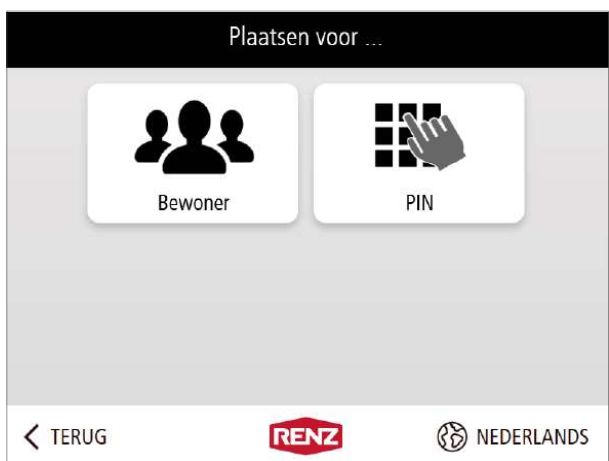 Plaatsen voor ...
Bewoner
PIN
TERUG
RENZ
NEDERLANDS